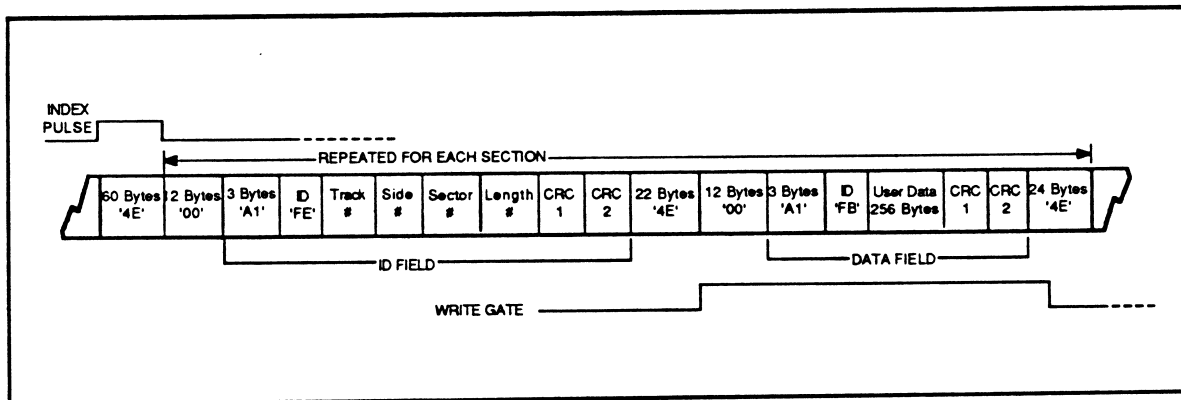 INDEX
PULSE
REPEATED FOR EACH SECTION
60 Bytes '4E'
12 Bytes '00'
3 Bytes 'A1'
ID 'FE'
Track #
Side #
Sector #
Length #
CRC 1
CRC 2
22 Bytes '4E'
12 Bytes '00'
3 Bytes 'A1'
ID 'FB'
User Data 256 Bytes
CRC 1
CRC 2
24 Bytes '4E'
ID FIELD
DATA FIELD
WRITE GATE